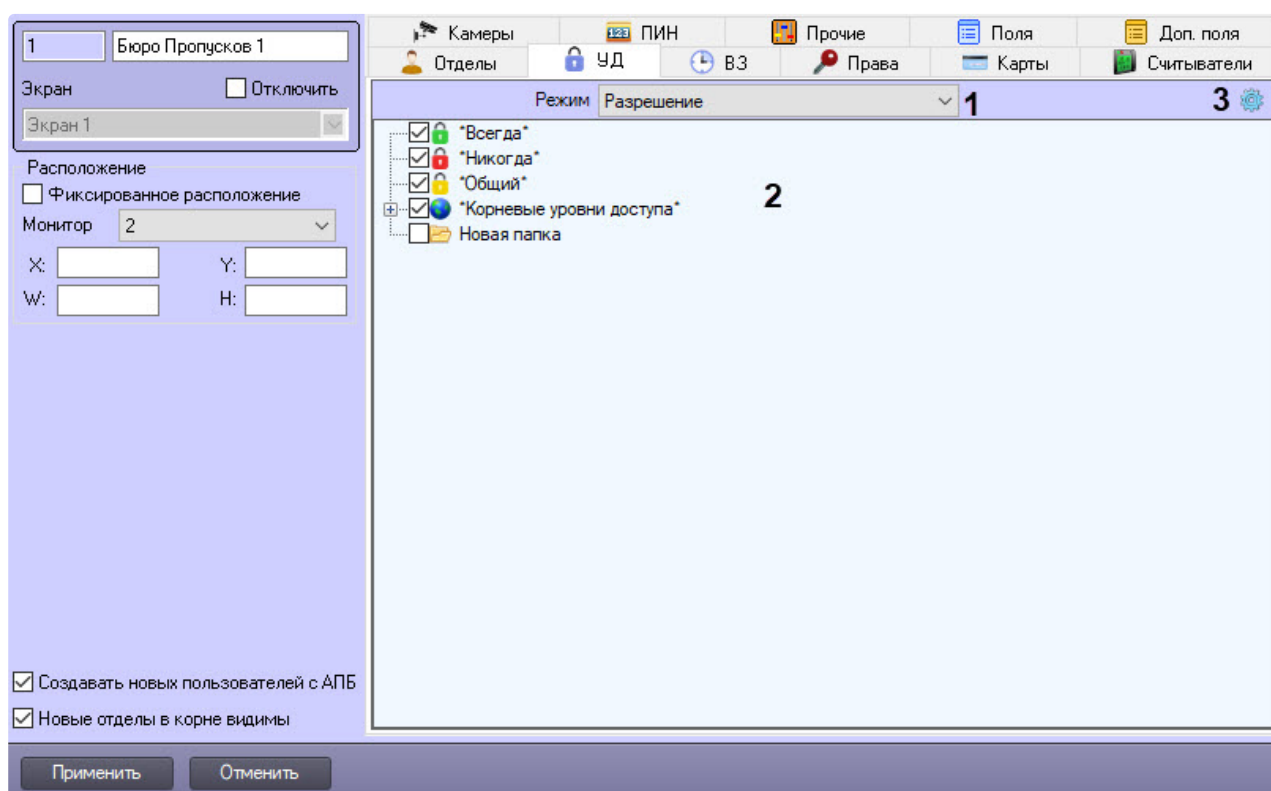 1
Бюро Пропусков 1
Экран
Отключить
Экран 1
Расположение
Фиксированное расположение
Монитор 2
X: Y:
W: H:
Создавать новых пользователей с АПБ
Новые отделы в корне видимы
Применить Отменить
Камеры 123 ПИН Прочие Поля Доп. поля
Отделы УД ВЗ Права Карты Считыватели
Режим Разрешение 1 3
*Всегда*
*Никогда*
*Общий*
2
*Корневые уровни доступа*
Новая папка